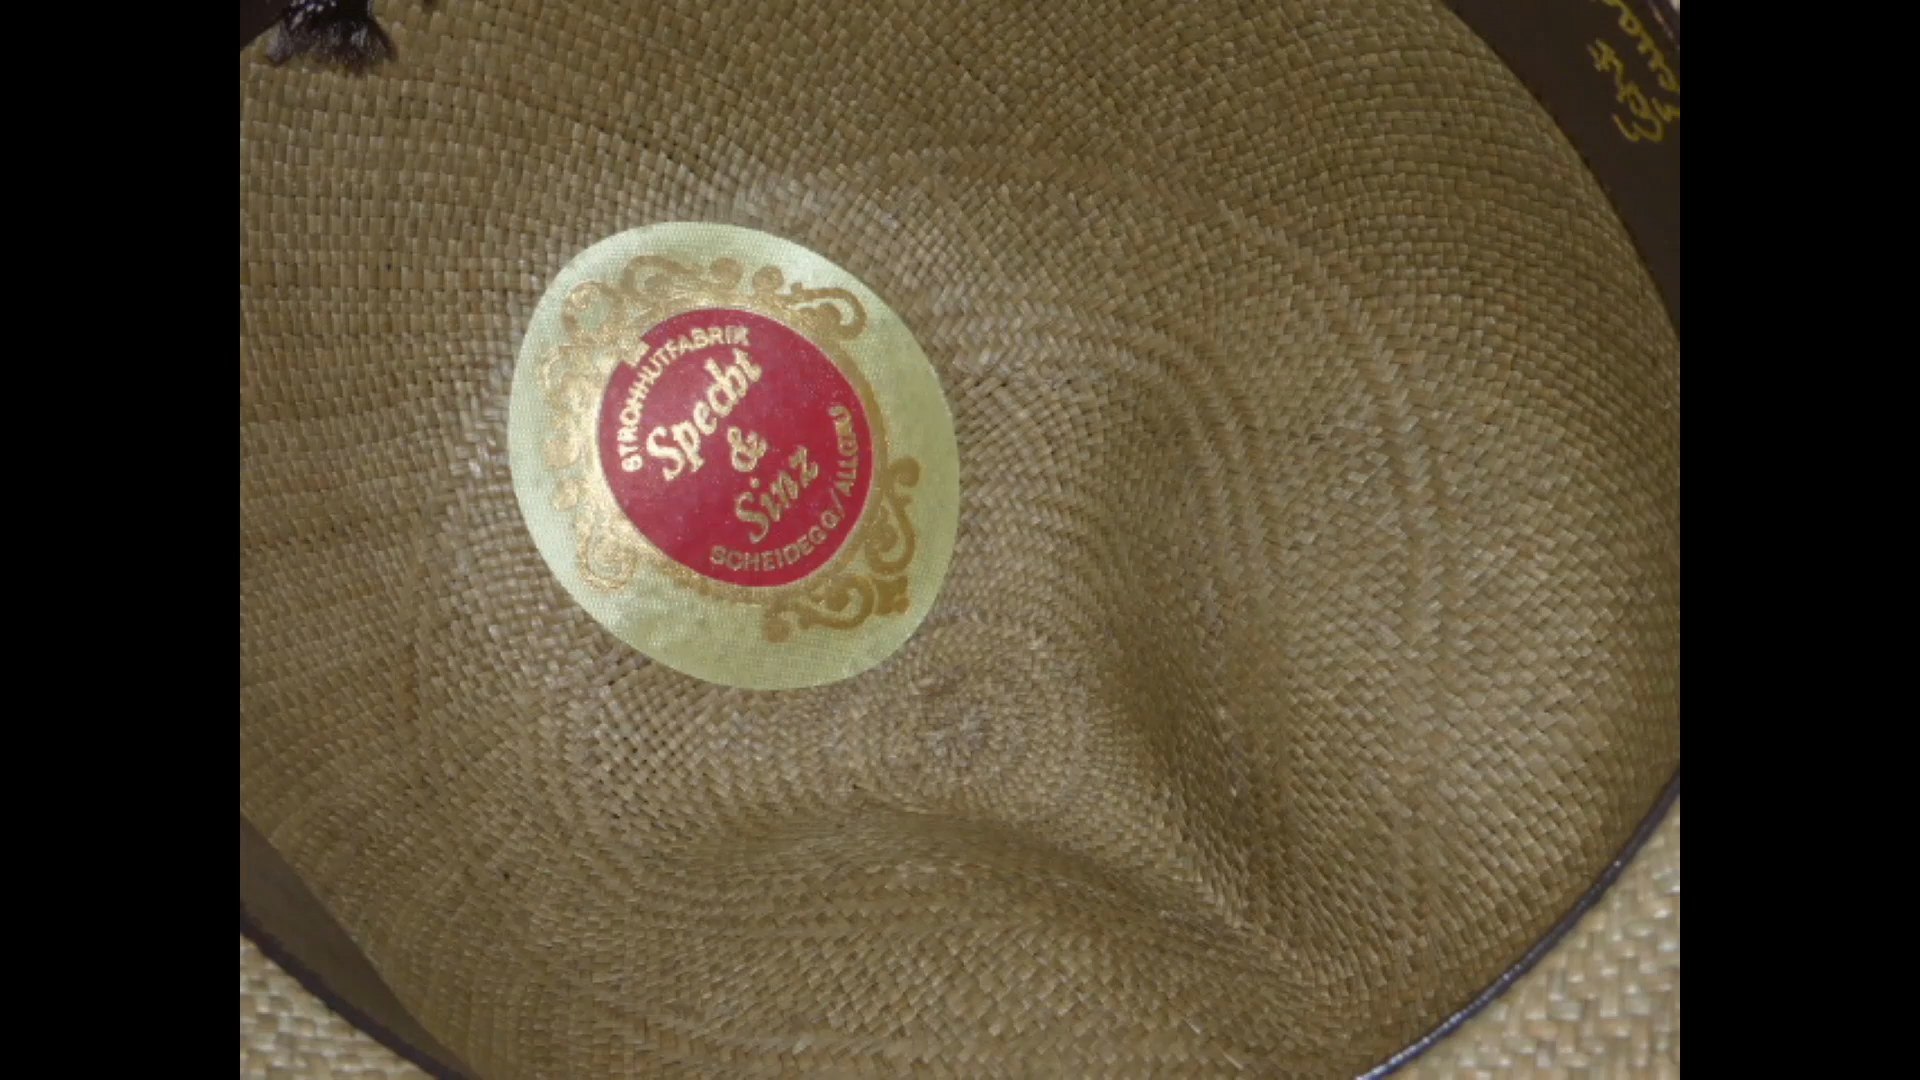 STROHHUTFABRIK
Specht
&
Sinz
SCHEIDEGG/ALLGÄU